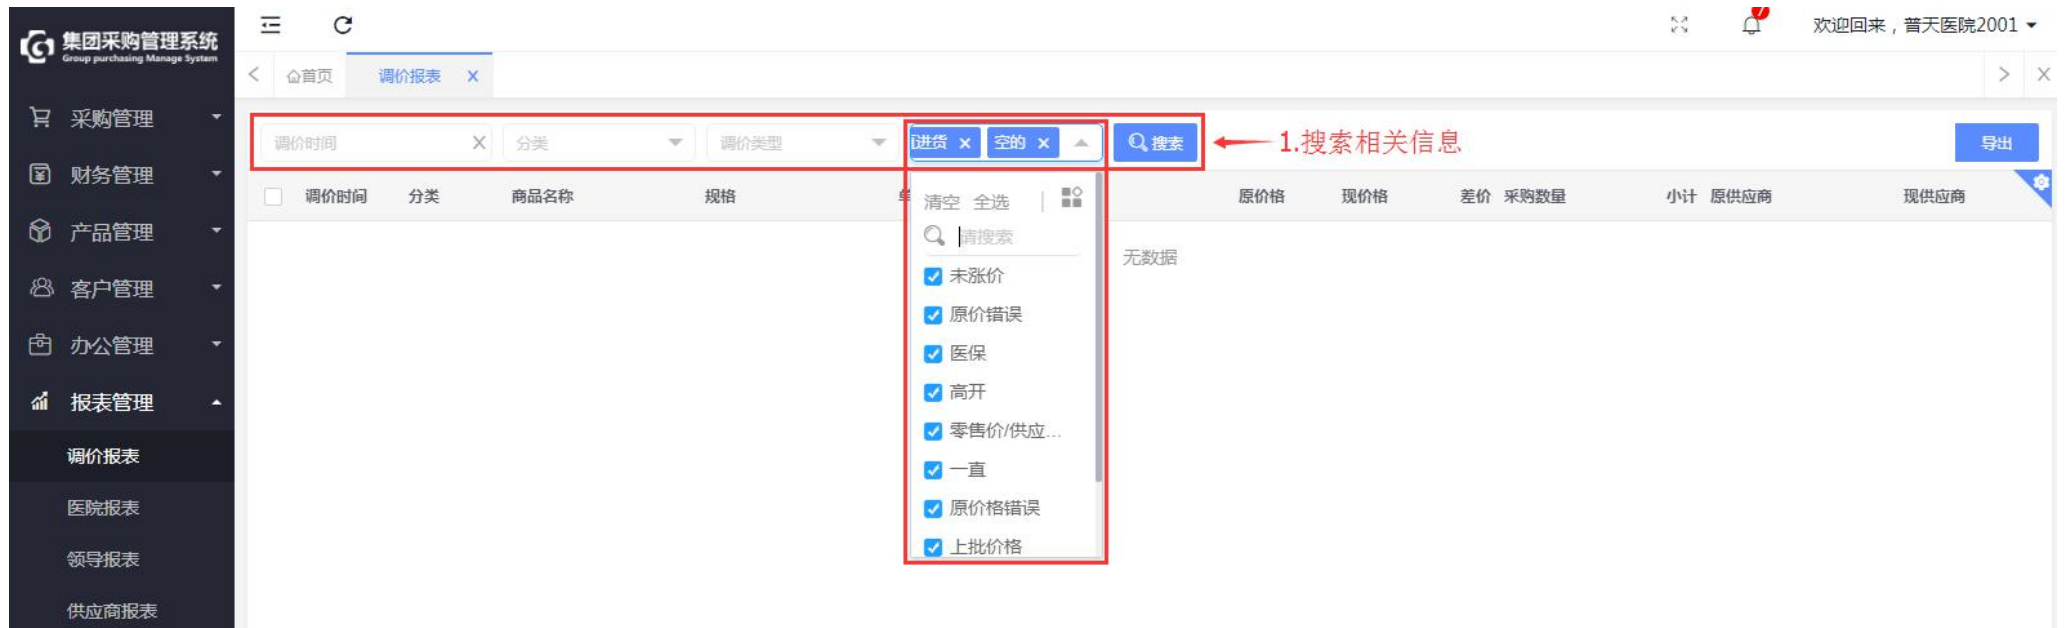 集团采购管理系统
Group purchasing Manage System
7
欢迎回来，普天医院2001
首页
调价报表 X
采购管理
财务管理
产品管理
客户管理
办公管理
报表管理
调价报表
医院报表
领导报表
供应商报表
调价时间 X 分类 调价类型 进货 × 空的 × 搜索
1.搜索相关信息
导出
调价时间 分类 商品名称 规格 原价格 现价格 差价 采购数量 小计 原供应商 现供应商
无数据
清空 全选
请搜索
未涨价
原价错误
医保
高开
零售价/供应...
一直
原价格错误
上批价格